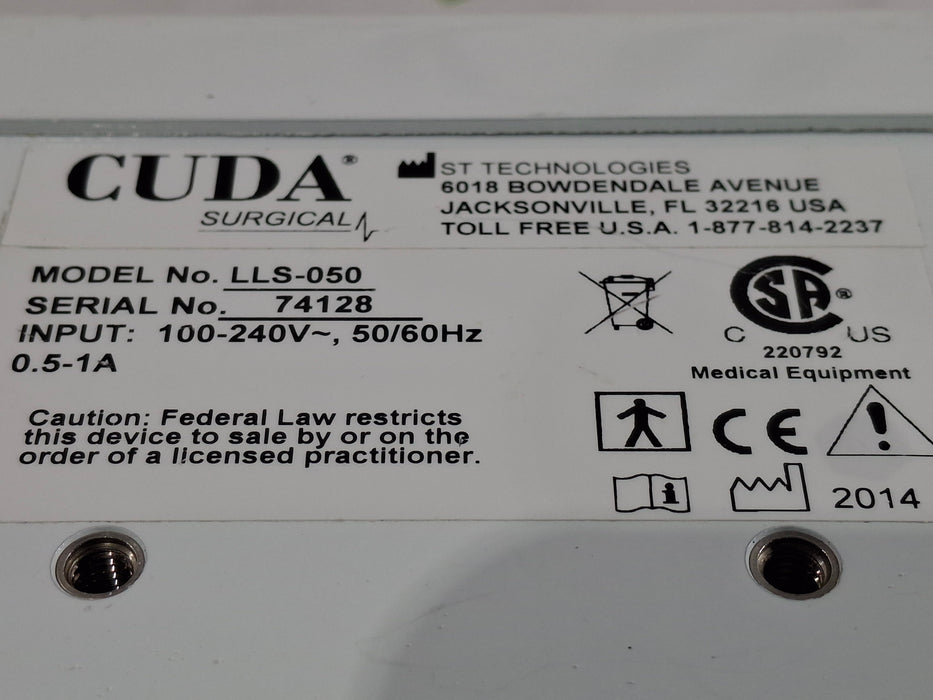 CUDA®
SURGICAL
ST TECHNOLOGIES
6018 BOWDENDALE AVENUE
JACKSONVILLE, FL 32216 USA
TOLL FREE U.S.A. 1-877-814-2237
MODEL No. LLS-050
SERIAL No. 74128
INPUT: 100-240V~, 50/60Hz
0.5-1A
Caution: Federal Law restricts
this device to sale by or on the
order of a licensed practitioner.
CSA®
C US
220792
Medical Equipment
CE
!
i
2014